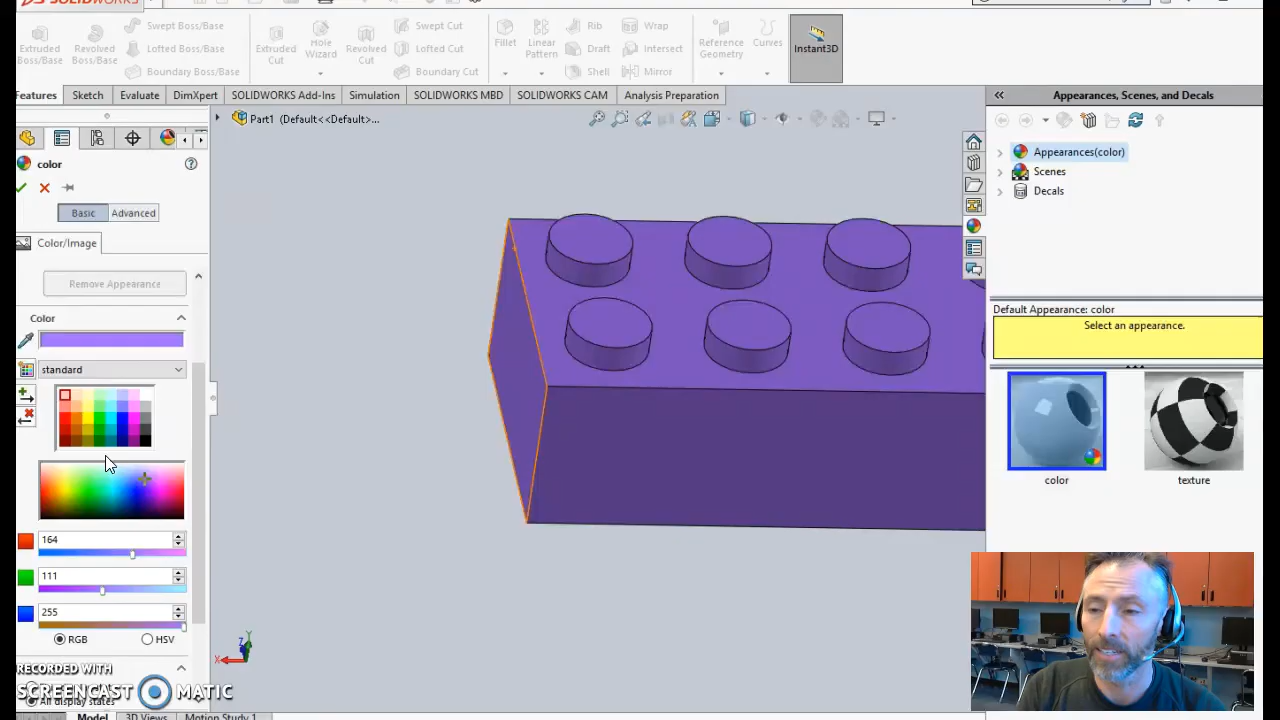 SOLIDWORKS
Extruded Boss/Base
Revolved Boss/Base
Swept Boss/Base
Lofted Boss/Base
Boundary Boss/Base
Extruded Cut
Hole Wizard
Revolved Cut
Swept Cut
Lofted Cut
Boundary Cut
Fillet
Linear Pattern
Rib
Draft
Shell
Wrap
Intersect
Mirror
Reference Geometry
Curves
Instant3D
Features
Sketch
Evaluate
DimXpert
SOLIDWORKS Add-Ins
Simulation
SOLIDWORKS MBD
SOLIDWORKS CAM
Analysis Preparation
Part1 (Default<<Default>...
color
Basic
Advanced
Color/Image
Remove Appearance
Color
standard
164
111
255
RGB
HSV
All display states
RECORDED WITH
SCREENCAST MATIC
Model
3D Views
Motion Study 1
Y
Z
X
Appearances, Scenes, and Decals
Appearances(color)
Scenes
Decals
Default Appearance: color
Select an appearance.
color
texture